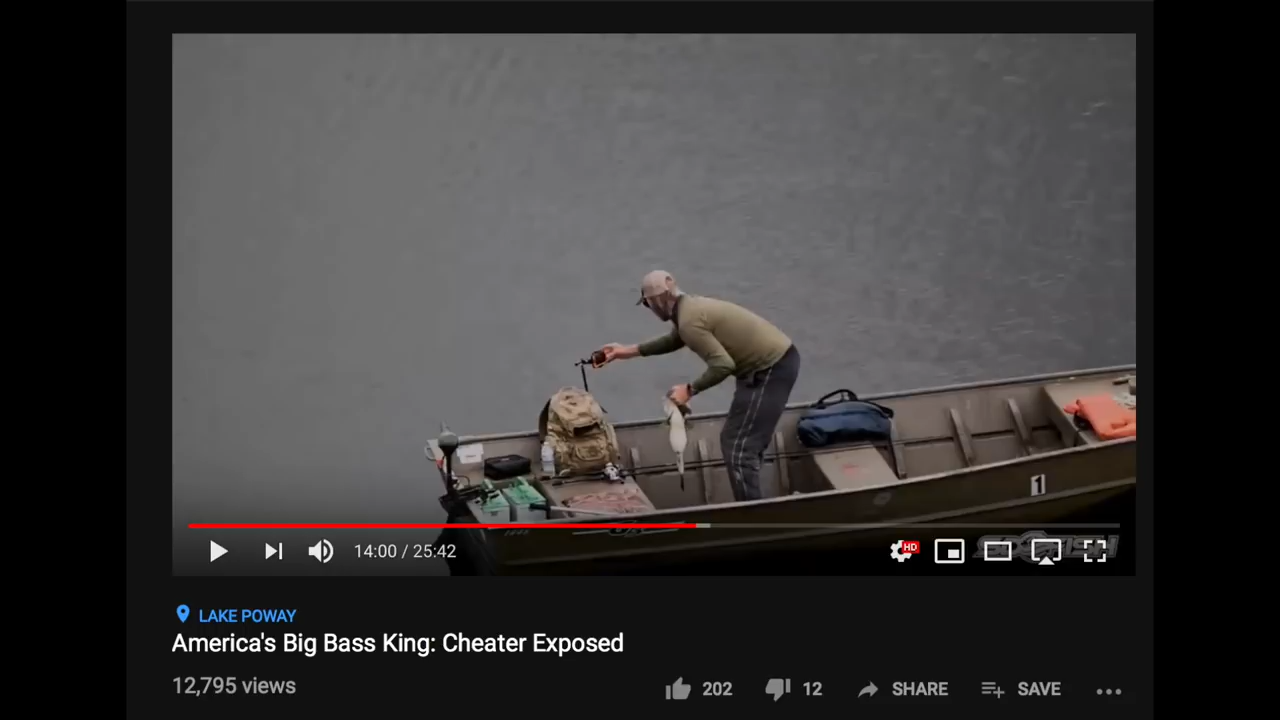 1
14:00 / 25:42
HD
LAKE POWAY
America's Big Bass King: Cheater Exposed
12,795 views
202
12
SHARE
SAVE